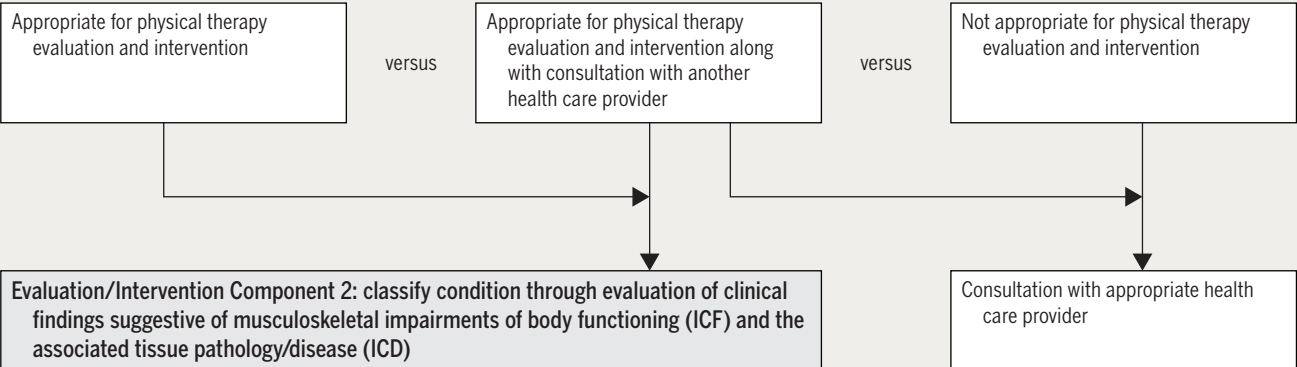 Appropriate for physical therapy
evaluation and intervention
versus
Appropriate for physical therapy
evaluation and intervention along
with consultation with another
health care provider
versus
Not appropriate for physical therapy
evaluation and intervention
Evaluation/Intervention Component 2: classify condition through evaluation of clinical
findings suggestive of musculoskeletal impairments of body functioning (ICF) and the
associated tissue pathology/disease (ICD)
Consultation with appropriate health
care provider